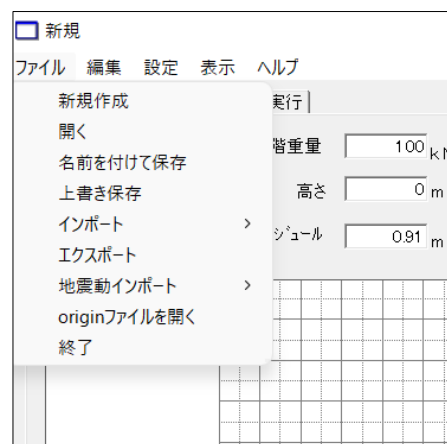 新規
ファイル 編集 設定 表示 ヘルプ
新規作成
開く
名前を付けて保存
上書き保存
インポート
エクスポート
地震動インポート
originファイルを開く
終了
実行
階重量 100 kN
高さ 0 m
ジュール 0.91 m